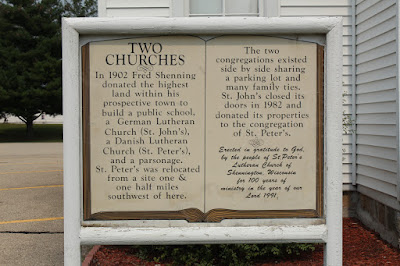 TWO
CHURCHES
In 1902 Fred Shenning
donated the highest
land within his
prospective town to
build a public school,
a German Lutheran
Church (St. John's),
a Danish Lutheran
Church (St. Peter's),
and a parsonage.
St. Peter's was relocated
from a site one &
one half miles
southwest of here.
The two
congregations existed
side by side sharing
a parking lot and
many family ties.
St. John's closed its
doors in 1982 and
donated its properties
to the congregation
of St. Peter's.
Erected in gratitude to God,
by the people of St Peter's
Lutheran Church of
Shennington, Wisconsin
for 100 years of
ministry in the year of our
Lord 1991.